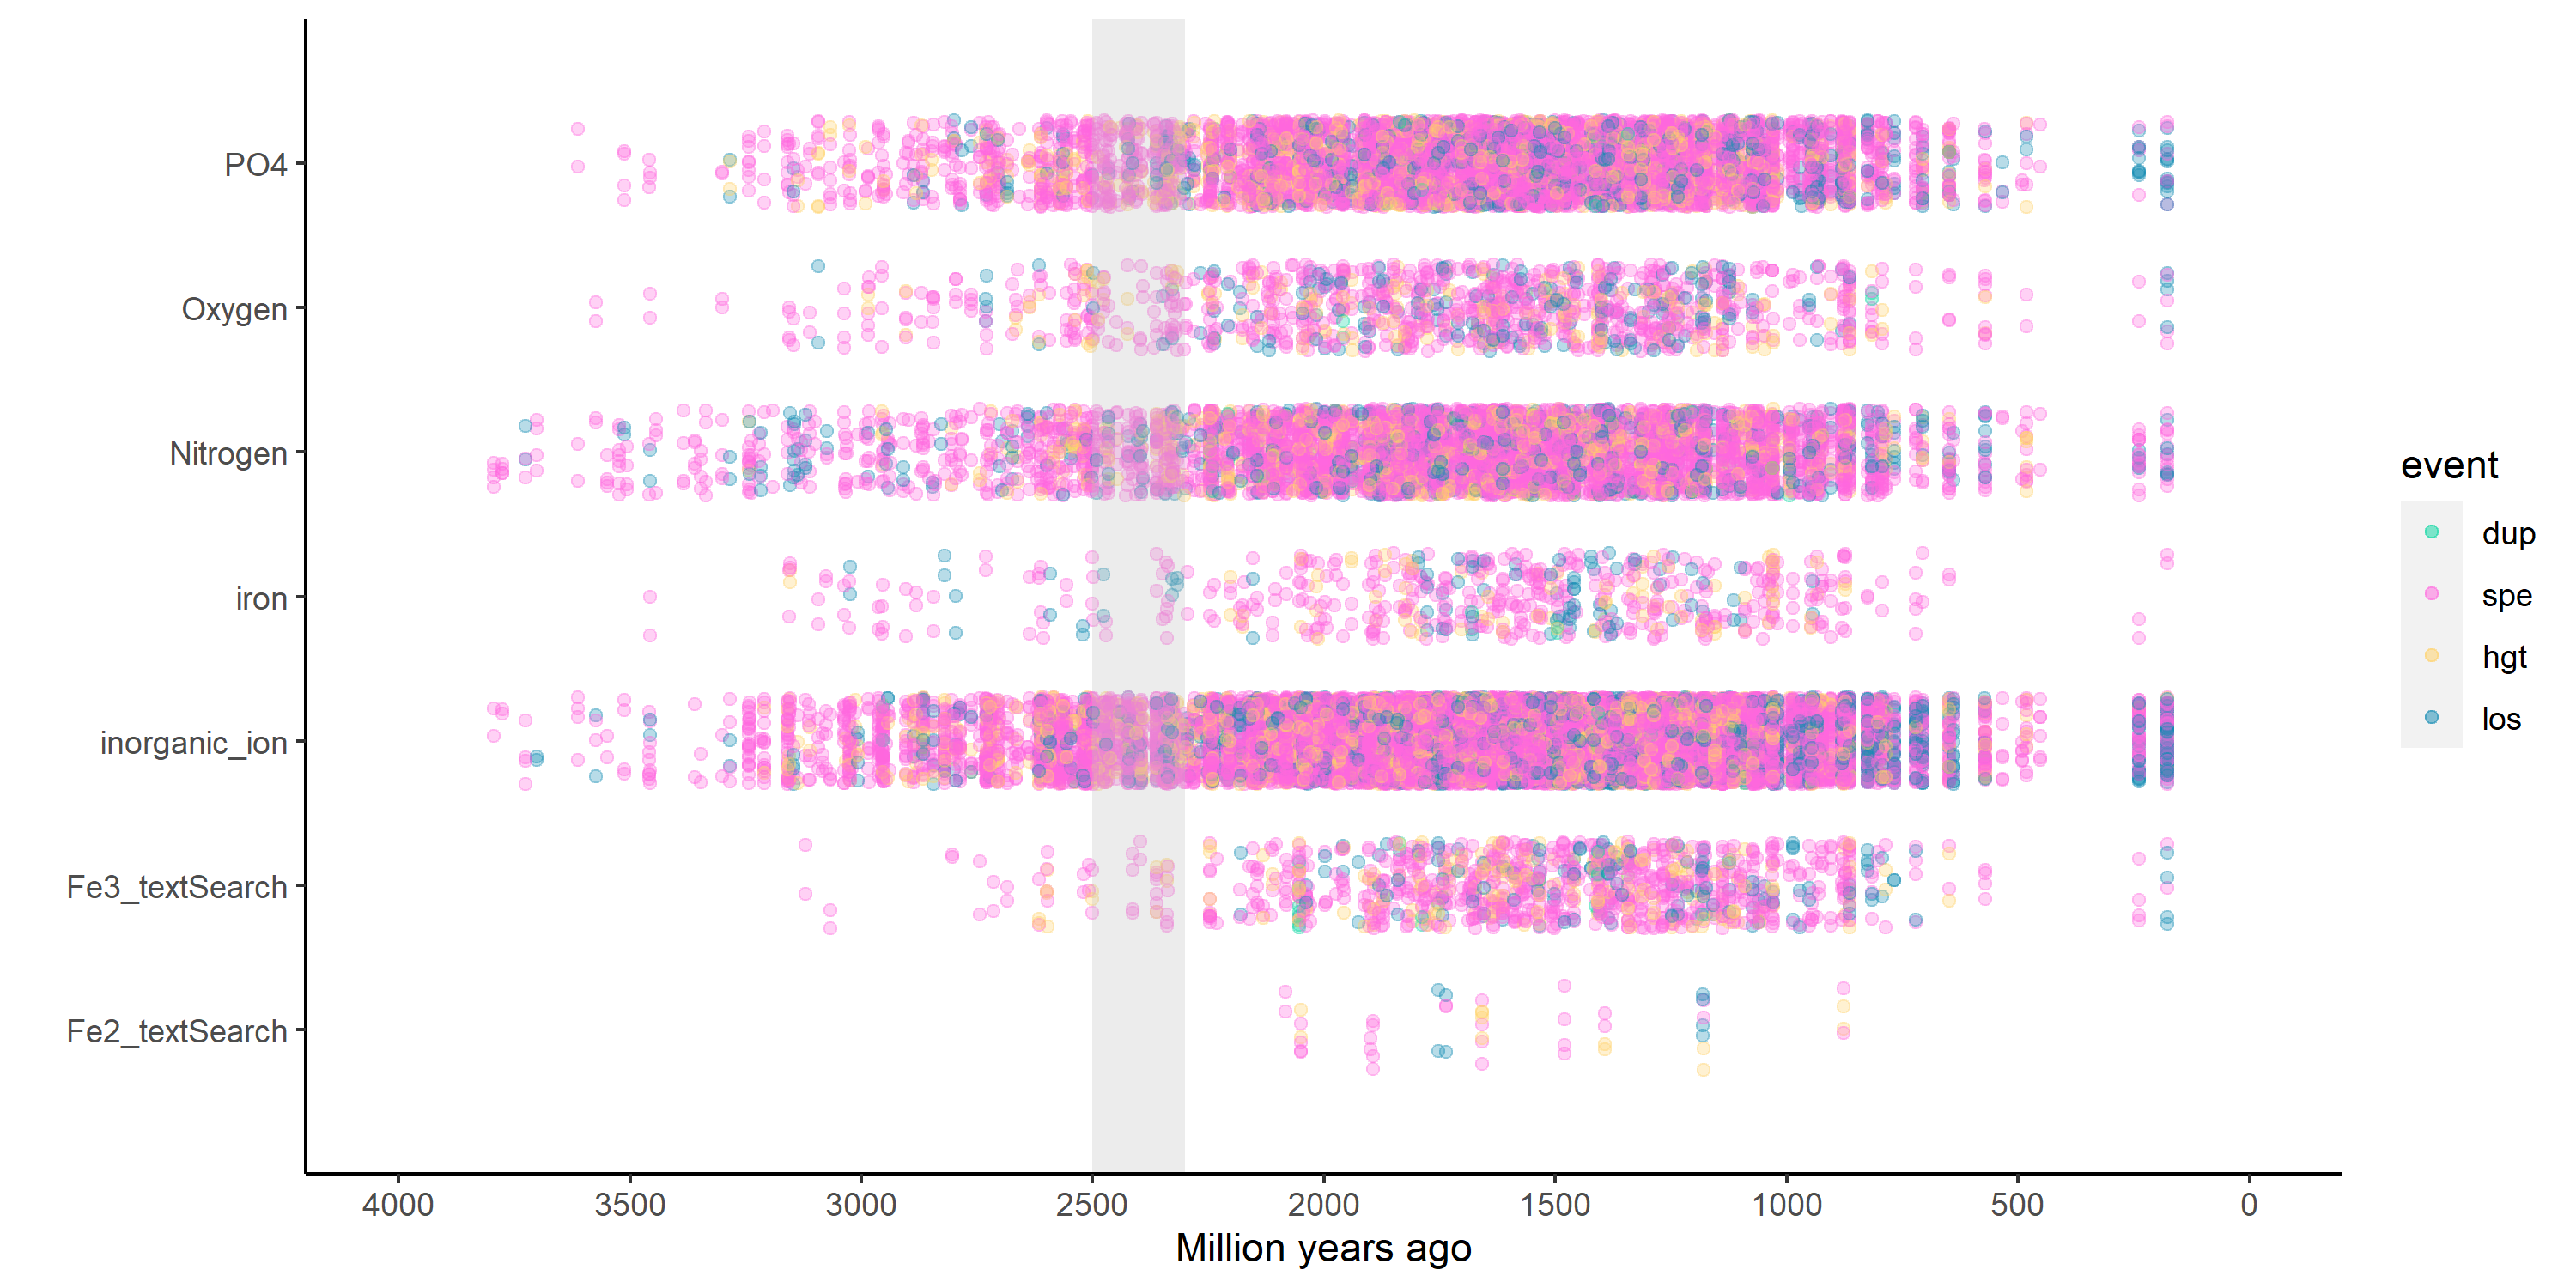 PO4
Oxygen
Nitrogen
iron
inorganic_ion
Fe3_textSearch
Fe2_textSearch
4000 3500 3000 2500 2000 1500 1000 500 0
Million years ago
event
dup
spe
hgt
los